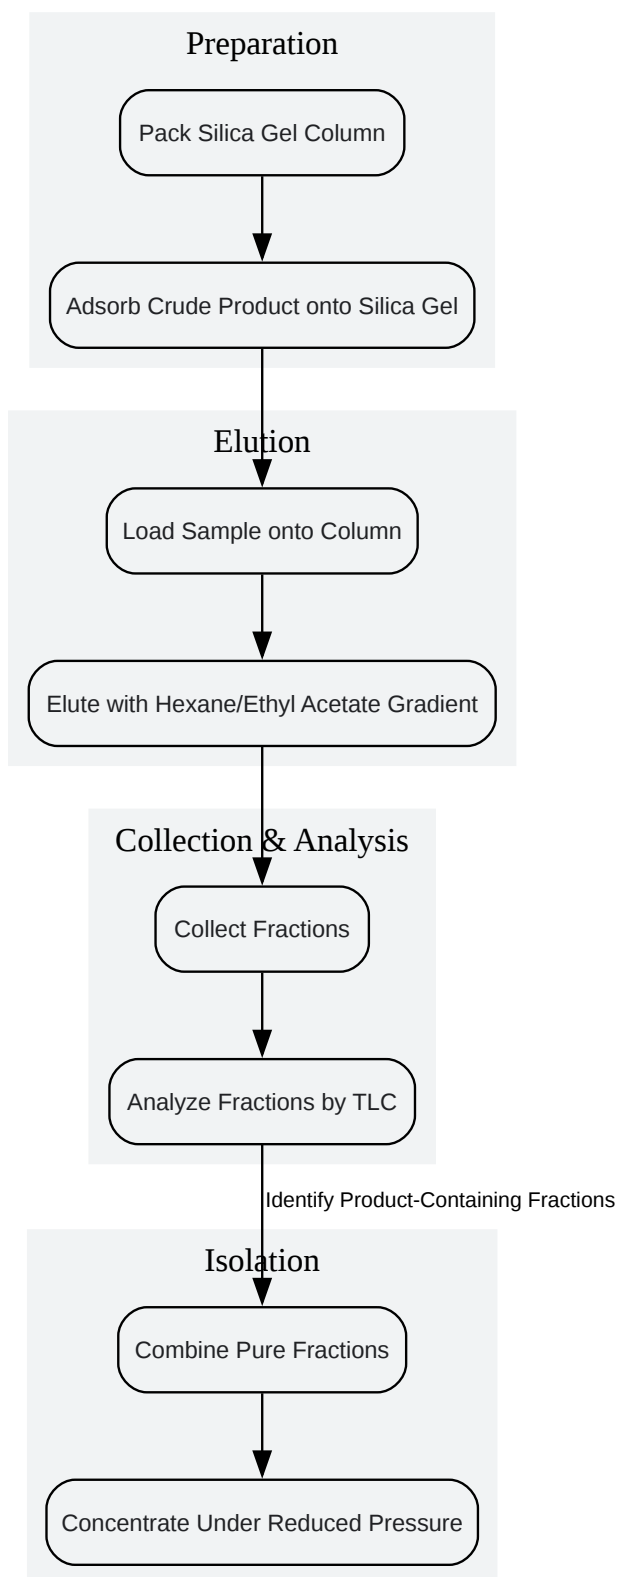 Preparation
Pack Silica Gel Column
Adsorb Crude Product onto Silica Gel
Elution
Load Sample onto Column
Elute with Hexane/Ethyl Acetate Gradient
Collection & Analysis
Collect Fractions
Analyze Fractions by TLC
Identify Product-Containing Fractions
Isolation
Combine Pure Fractions
Concentrate Under Reduced Pressure